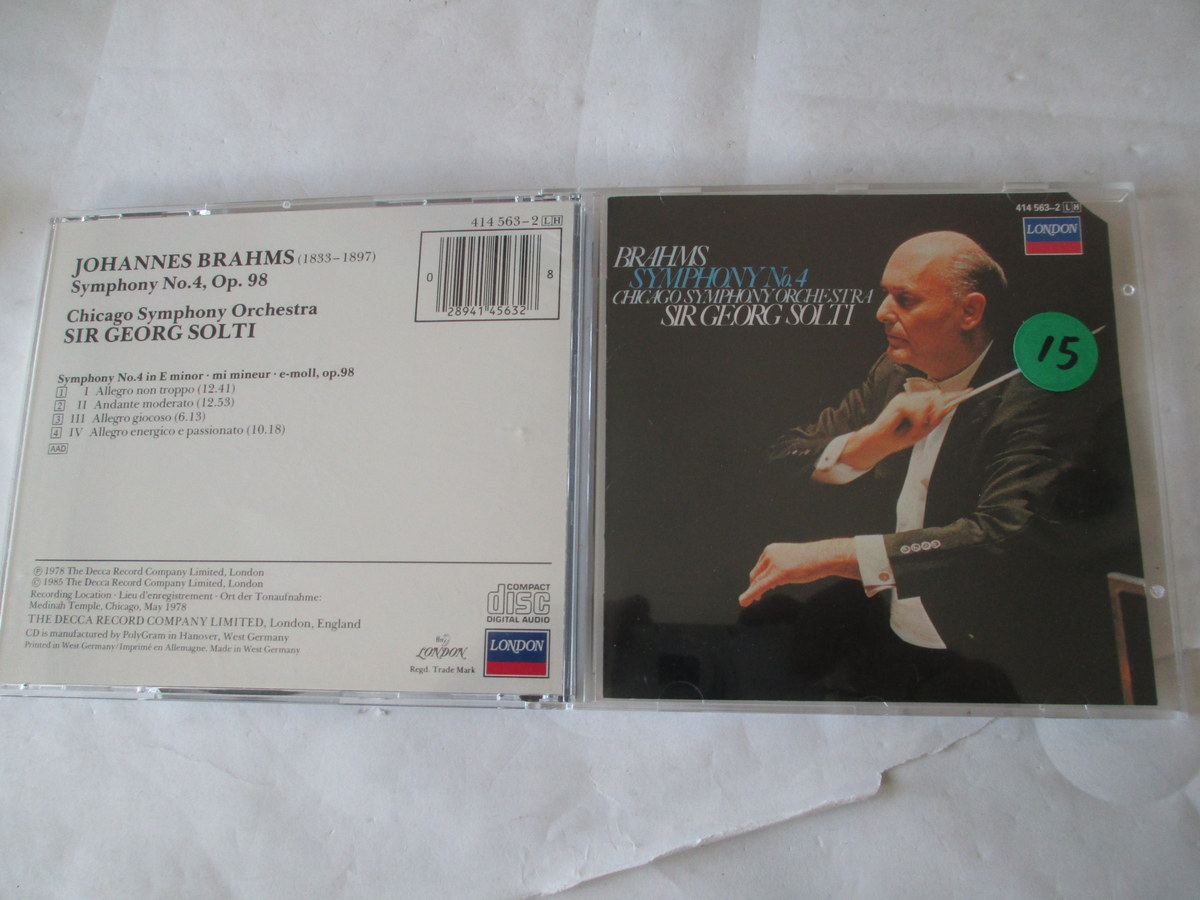 414 563-2 LH
JOHANNES BRAHMS (1833-1897)
Symphony No.4, Op. 98
Chicago Symphony Orchestra
SIR GEORG SOLTI
0 28941 45632 8
Symphony No.4 in E minor · mi mineur · e-moll, op.98
1 I Allegro non troppo (12.41)
2 II Andante moderato (12.53)
3 III Allegro giocoso (6.13)
4 IV Allegro energico e passionato (10.18)
AAD
℗ 1978 The Decca Record Company Limited, London
© 1985 The Decca Record Company Limited, London
Recording Location · Lieu d'enregistrement · Ort der Tonaufnahme:
Medinah Temple, Chicago, May 1978
THE DECCA RECORD COMPANY LIMITED, London, England
CD is manufactured by PolyGram in Hanover, West Germany
Printed in West Germany/Imprimé en Allemagne. Made in West Germany
LONDON
Regd. Trade Mark
COMPACT
disc
DIGITAL AUDIO
LONDON
414 563-2 LH
LONDON
BRAHMS
SYMPHONY No.4
CHICAGO SYMPHONY ORCHESTRA
SIR GEORG SOLTI
15